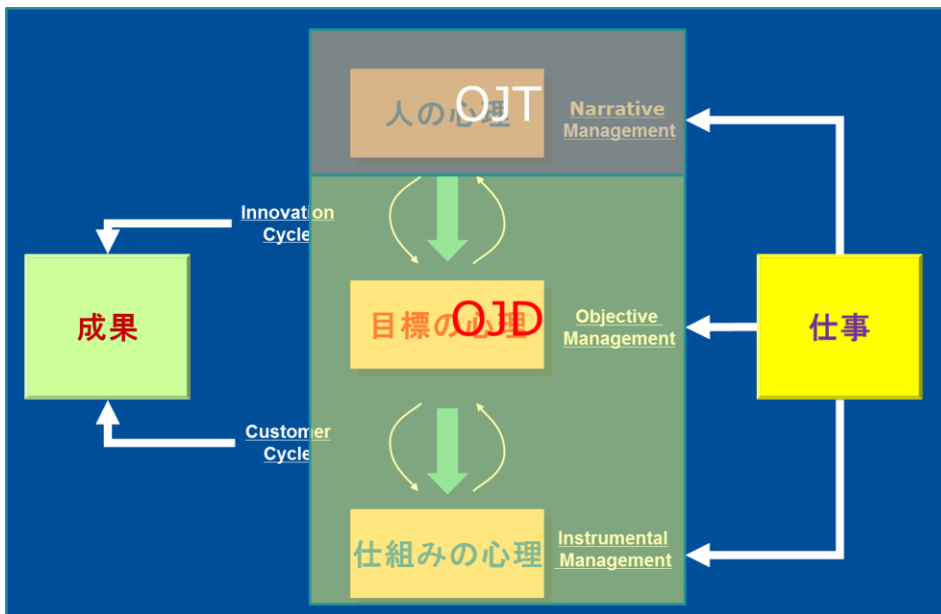 人の心理
OJT
Narrative
Management
Innovation
Cycle
成果
目標の心理
OJD
Objective
Management
仕事
Customer
Cycle
仕組みの心理
Instrumental
Management